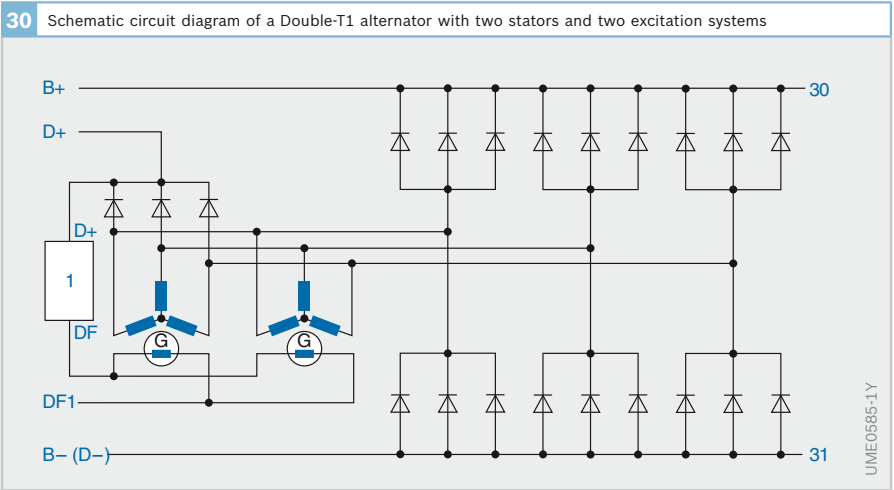 30 Schematic circuit diagram of a Double-T1 alternator with two stators and two excitation systems
B+
30
D+
D+
1
DF
G
G
DF1
B– (D–)
31
UME0585-1Y